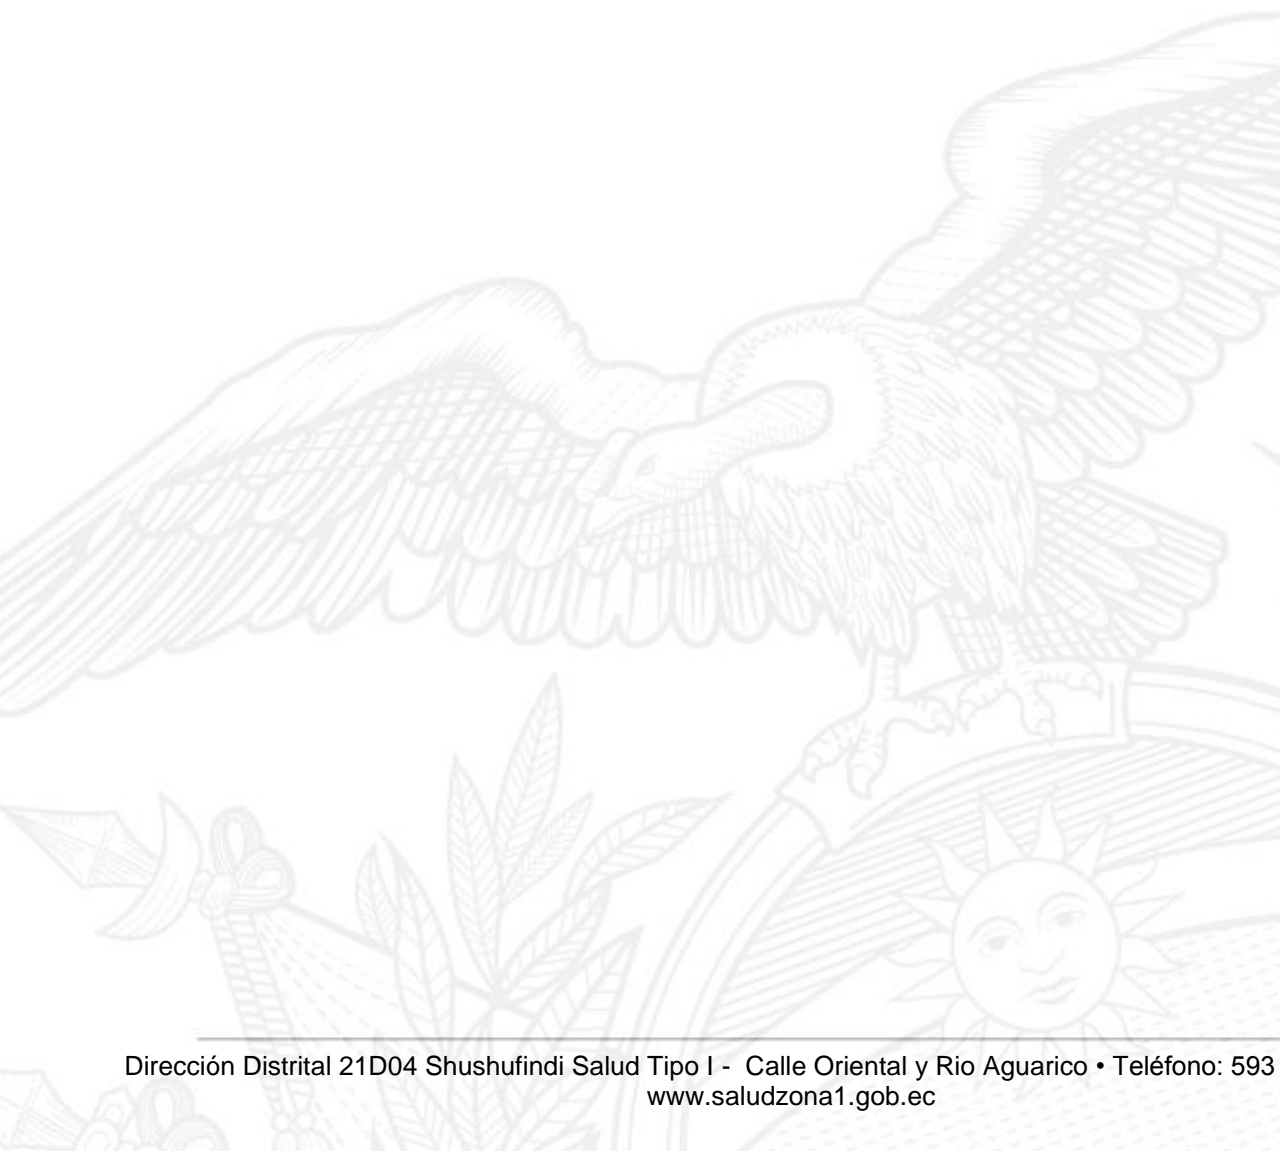 Dirección Distrital 21D04 Shushufindi Salud Tipo I -  Calle Oriental y Rio Aguarico • Teléfono: 593
www.saludzona1.gob.ec